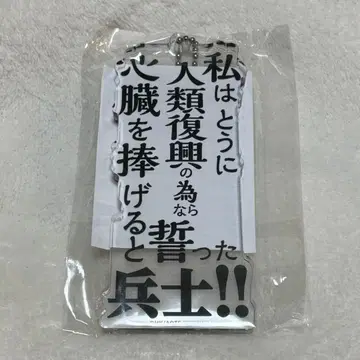 私はとうに
人類復興の為なら
心臓を捧げると
誓った
兵士!!